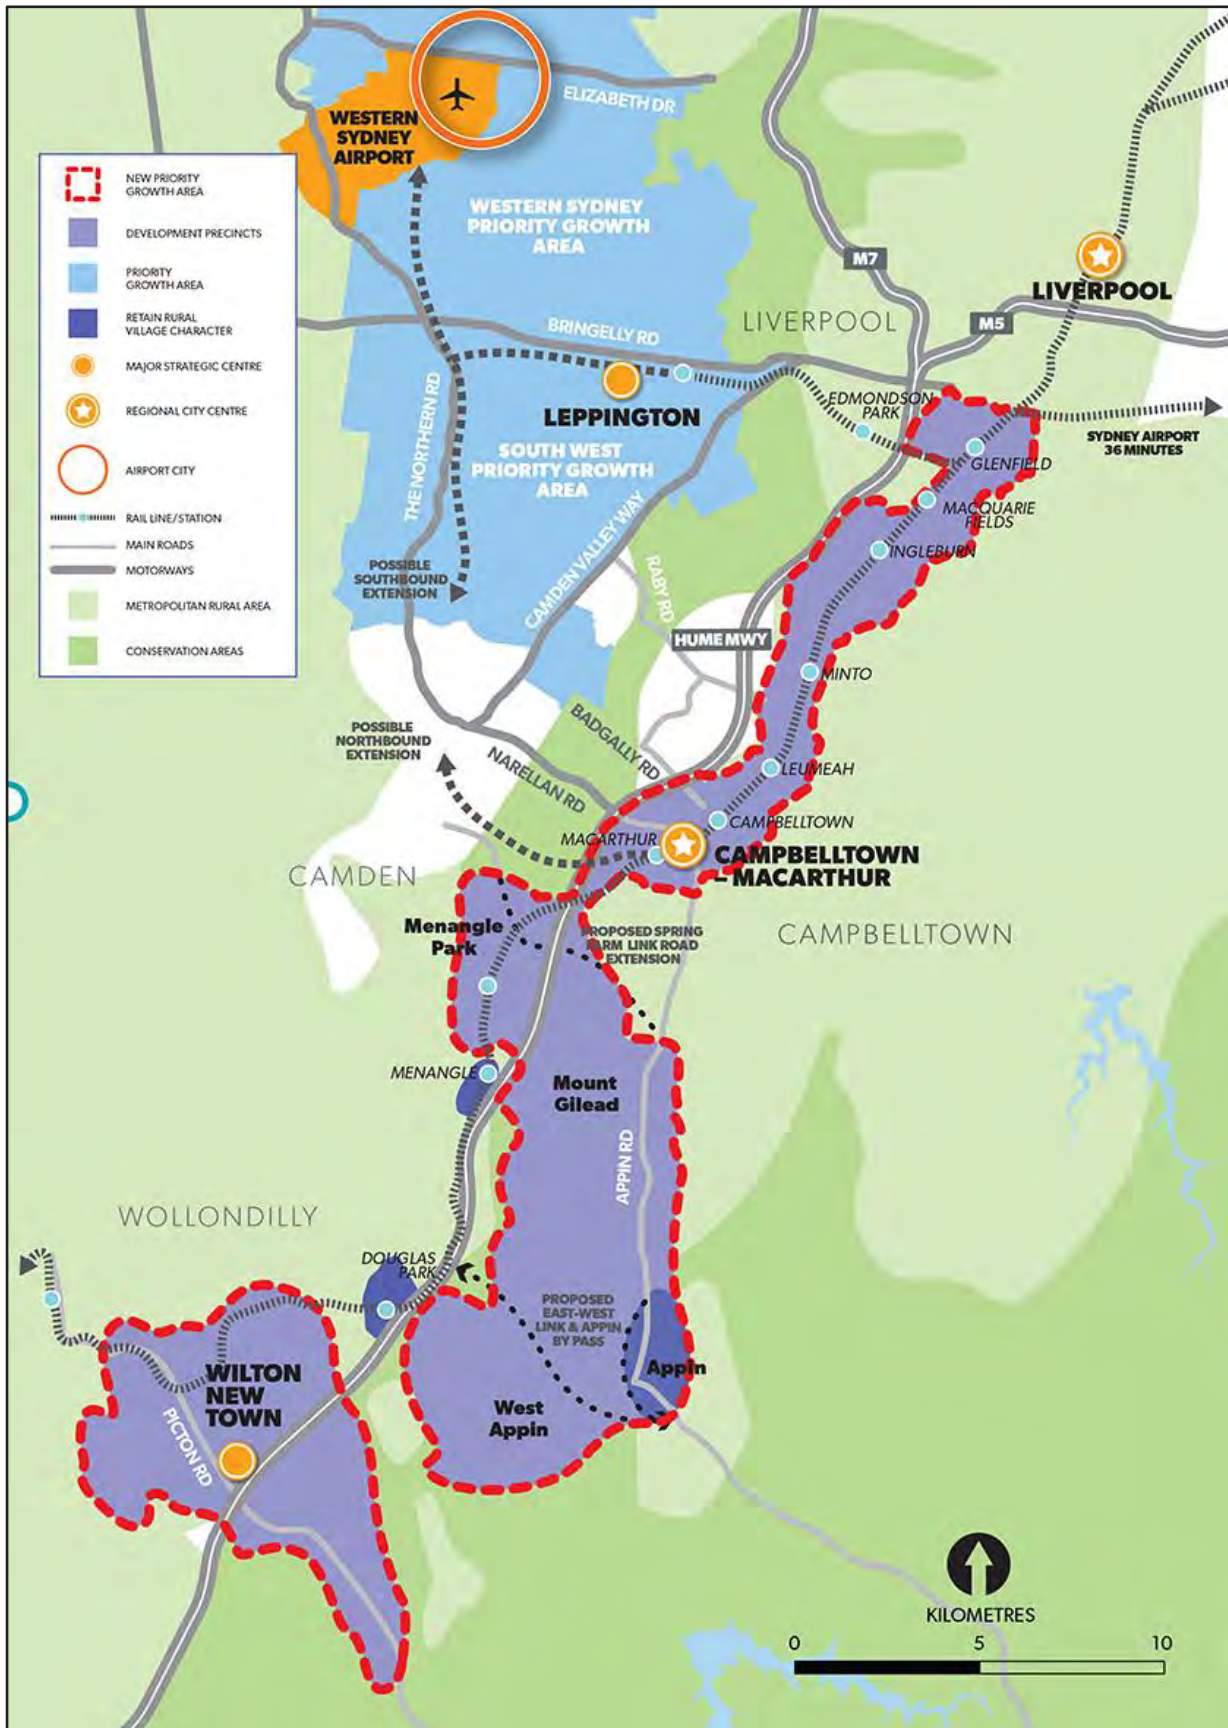 ELIZABETH DR
WESTERN
SYDNEY
AIRPORT
NEW PRIORITY
GROWTH AREA
DEVELOPMENT PRECINCTS
PRIORITY
GROWTH AREA
RETAIN RURAL
VILLAGE CHARACTER
MAJOR STRATEGIC CENTRE
REGIONAL CITY CENTRE
AIRPORT CITY
RAIL LINE/STATION
MAIN ROADS
MOTORWAYS
METROPOLITAN RURAL AREA
CONSERVATION AREAS
WESTERN SYDNEY
PRIORITY GROWTH
AREA
M7
LIVERPOOL
LIVERPOOL
M5
BRINGELLY RD
THE NORTHERN RD
LEPPINGTON
EDMONDSON
PARK
SYDNEY AIRPORT
36 MINUTES
GLENFIELD
SOUTH WEST
PRIORITY GROWTH
AREA
MACQUARIE
FIELDS
INGLEBURN
CAMDEN VALLEY WAY
POSSIBLE
SOUTHBOUND
EXTENSION
RABY RD
HUME MWY
MINTO
POSSIBLE
NORTHBOUND
EXTENSION
BADGALLY RD
NARELLAN RD
LEUMEAH
CAMPBELLTOWN
MACARTHUR
CAMPBELLTOWN
– MACARTHUR
CAMDEN
Menangle
Park
PROPOSED SPRING
FARM LINK ROAD
EXTENSION
CAMPBELLTOWN
MENANGLE
Mount
Gilead
APPIN RD
WOLLONDILLY
DOUGLAS
PARK
PROPOSED
EAST-WEST
LINK & APPIN
BY PASS
Appin
WILTON
NEW
TOWN
West
Appin
PICTON RD
KILOMETRES
0 5 10